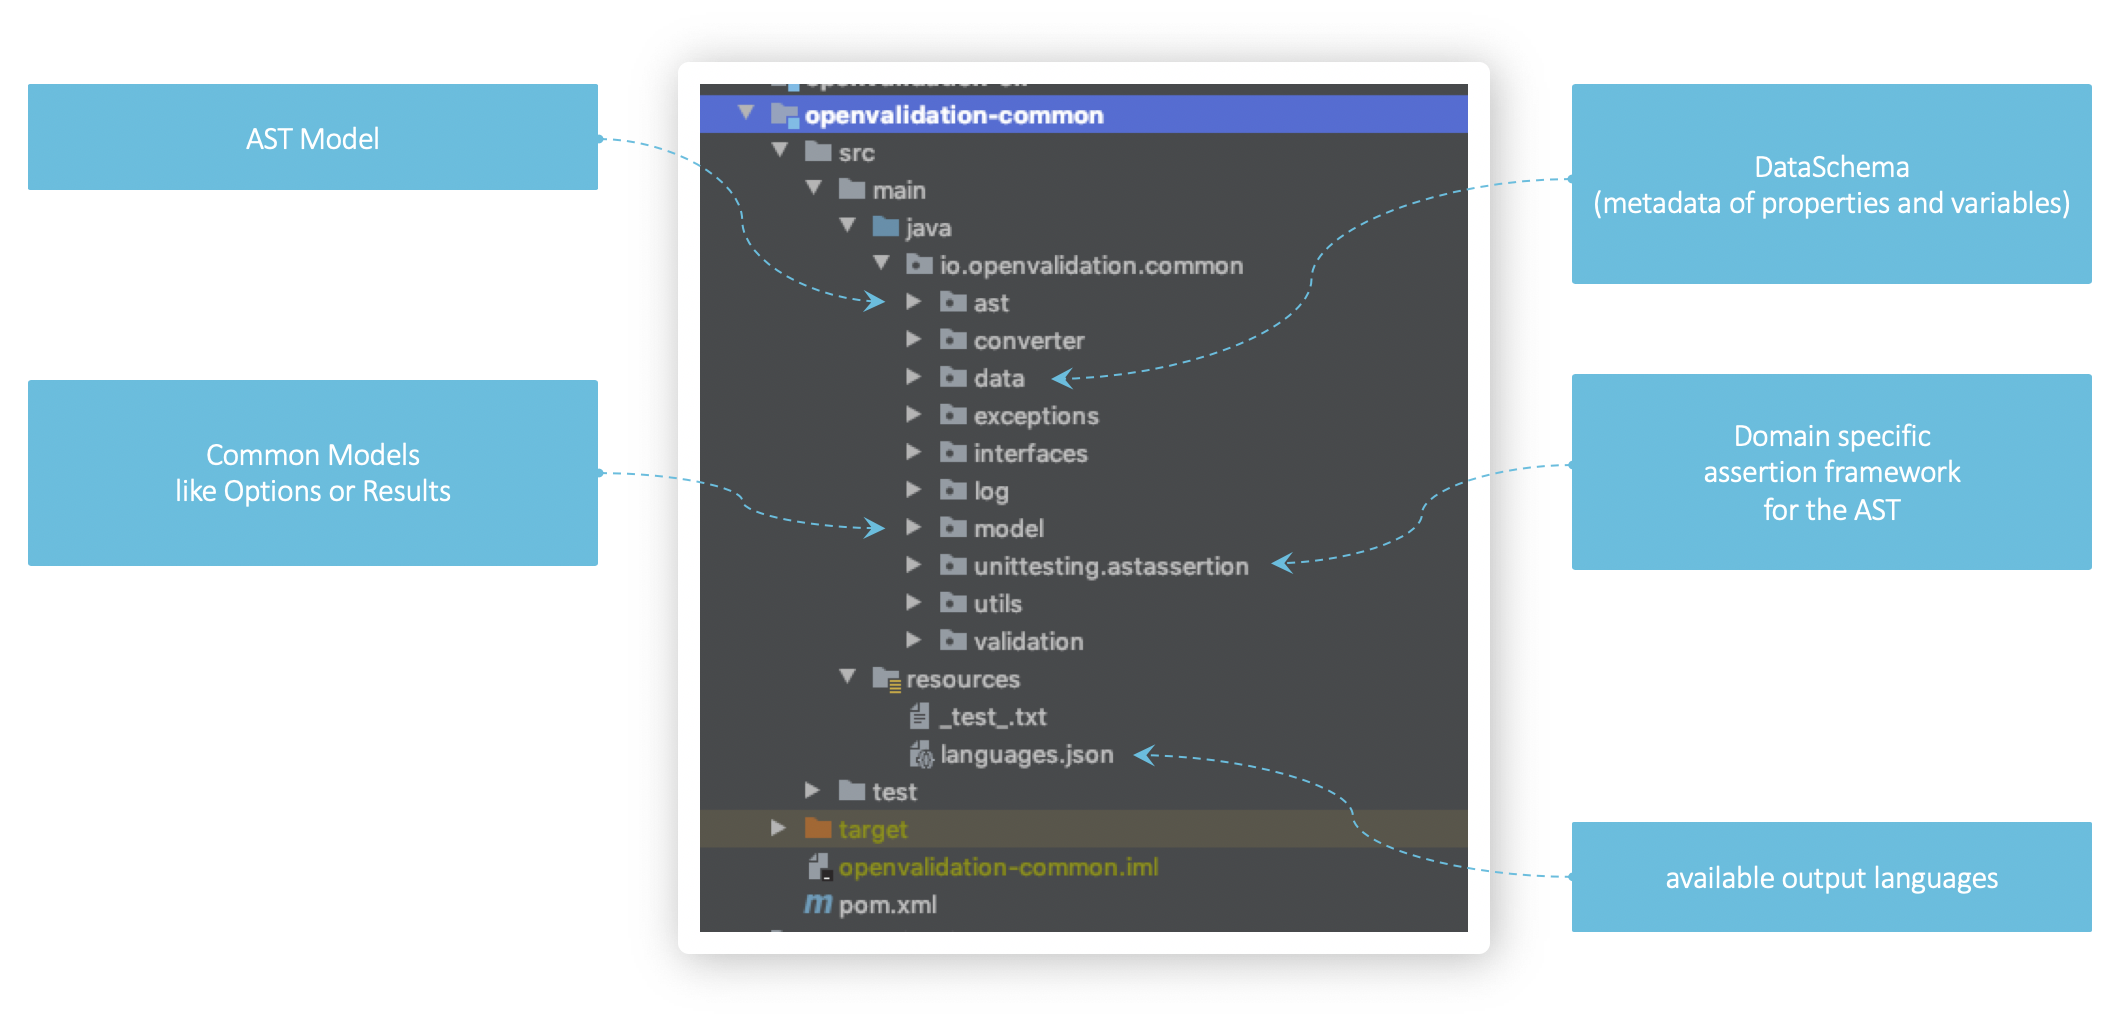 AST Model
Common Models
like Options or Results
openvalidation-common
src
main
java
io.openvalidation.common
ast
converter
data
exceptions
interfaces
log
model
unittesting.astassertion
utils
validation
resources
_test_.txt
languages.json
test
target
openvalidation-common.iml
pom.xml
DataSchema
(metadata of properties and variables)
Domain specific
assertion framework
for the AST
available output languages